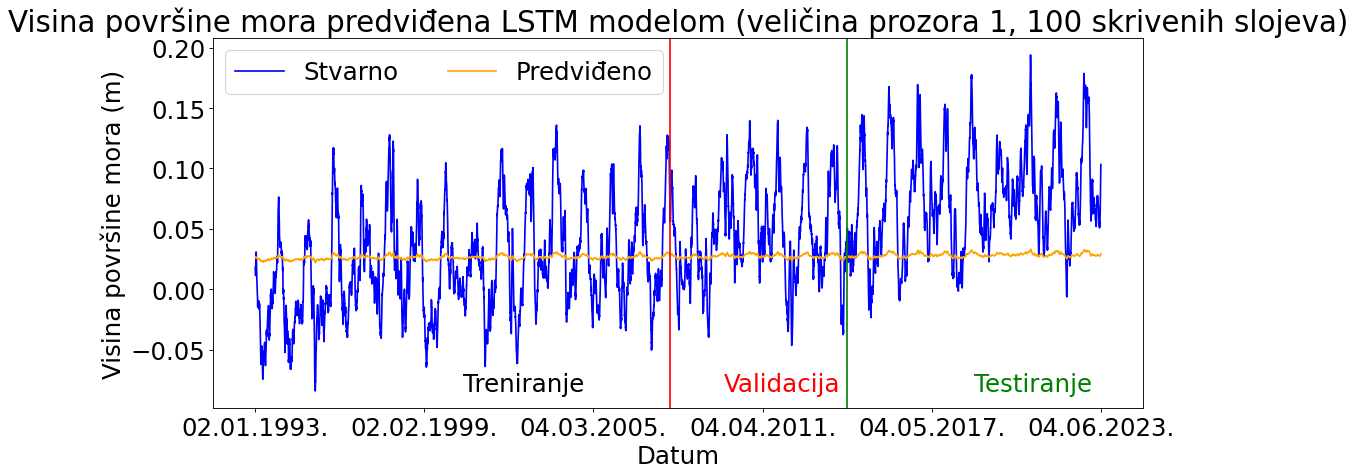 Visina površine mora predviđena LSTM modelom (veličina prozora 1, 100 skrivenih slojeva)
Stvarno Predviđeno
Visina površine mora (m)
0.20
0.15
0.10
0.05
0.00
−0.05
Treniranje Validacija Testiranje
02.01.1993. 02.02.1999. 04.03.2005. 04.04.2011. 04.05.2017. 04.06.2023.
Datum